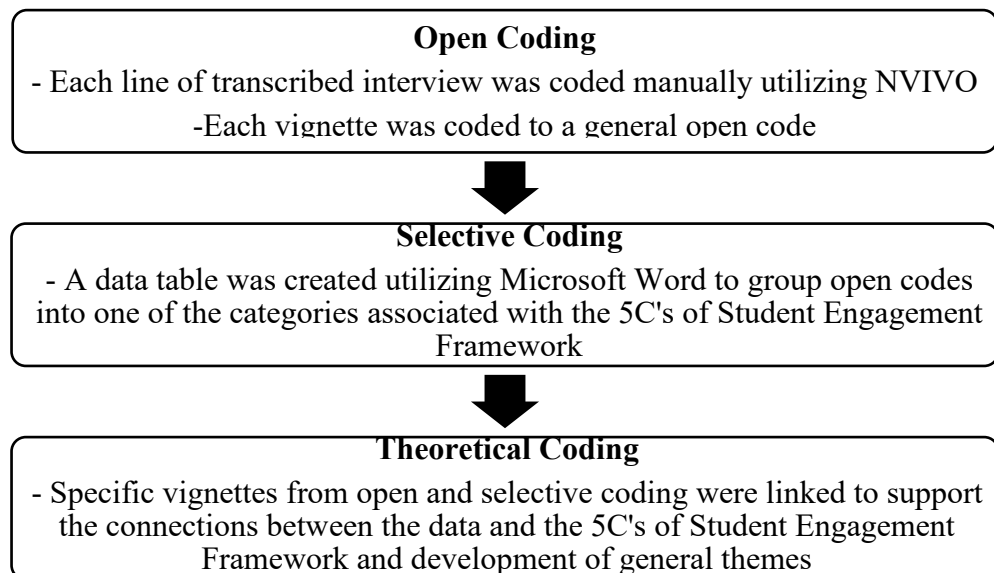 Open Coding
- Each line of transcribed interview was coded manually utilizing NVIVO
-Each vignette was coded to a general open code
Selective Coding
- A data table was created utilizing Microsoft Word to group open codes
into one of the categories associated with the 5C's of Student Engagement
Framework
Theoretical Coding
- Specific vignettes from open and selective coding were linked to support
the connections between the data and the 5C's of Student Engagement
Framework and development of general themes